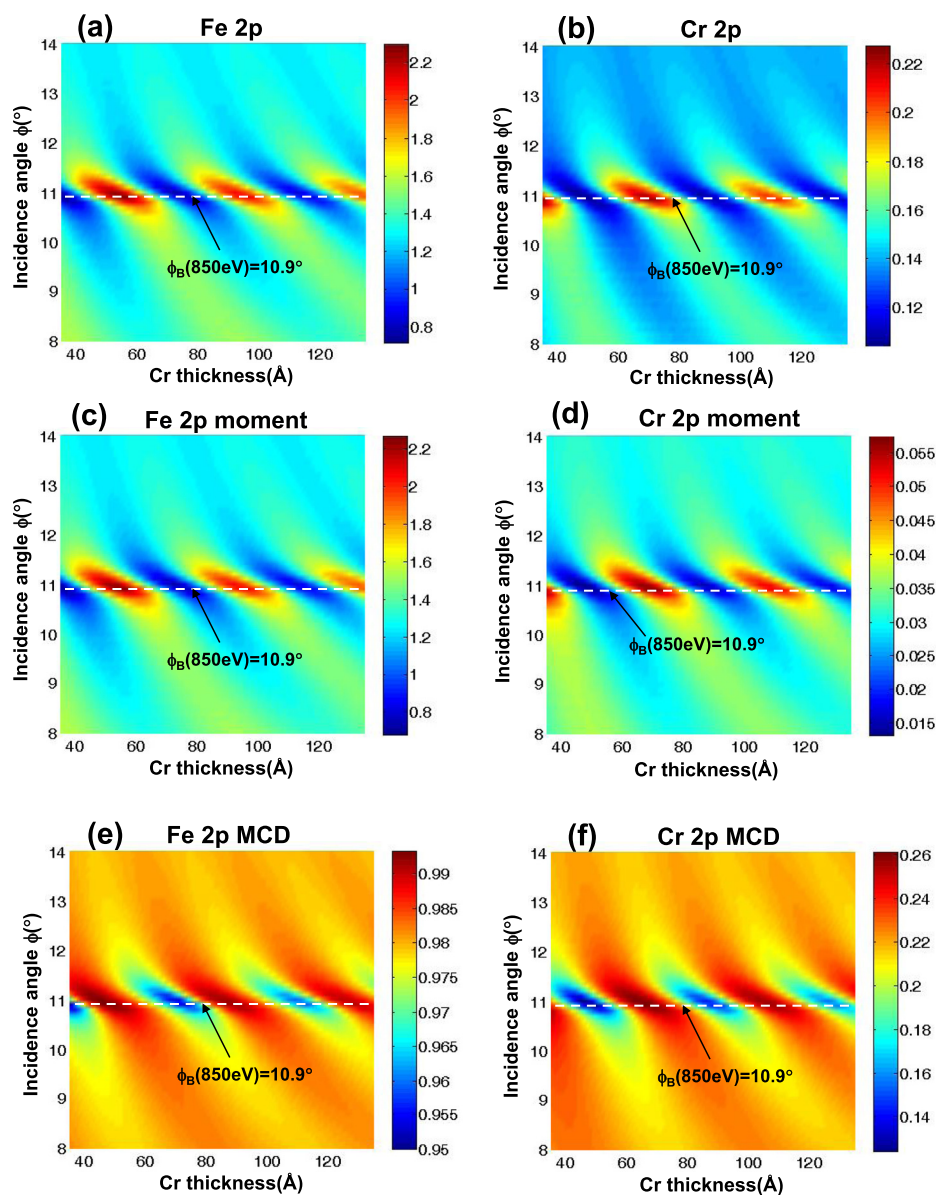 (a) Fe 2p
14
13
12
11
10
9
8
40 60 80 100 120
Incidence angle ϕ(°)
Cr thickness(Å)
ϕB(850eV)=10.9°
2.2
2
1.8
1.6
1.4
1.2
1
0.8
(b) Cr 2p
14
13
12
11
10
9
8
40 60 80 100 120
Incidence angle ϕ(°)
Cr thickness(Å)
ϕB(850eV)=10.9°
0.22
0.2
0.18
0.16
0.14
0.12
(c) Fe 2p moment
14
13
12
11
10
9
8
40 60 80 100 120
Incidence angle ϕ(°)
Cr thickness(Å)
ϕB(850eV)=10.9°
2.2
2
1.8
1.6
1.4
1.2
1
0.8
(d) Cr 2p moment
14
13
12
11
10
9
8
40 60 80 100 120
Incidence angle ϕ(°)
Cr thickness(Å)
ϕB(850eV)=10.9°
0.055
0.05
0.045
0.04
0.035
0.03
0.025
0.02
0.015
(e) Fe 2p MCD
14
13
12
11
10
9
8
40 60 80 100 120
Incidence angle ϕ(°)
Cr thickness(Å)
ϕB(850eV)=10.9°
0.99
0.985
0.98
0.975
0.97
0.965
0.96
0.955
0.95
(f) Cr 2p MCD
14
13
12
11
10
9
8
40 60 80 100 120
Incidence angle ϕ(°)
Cr thickness(Å)
ϕB(850eV)=10.9°
0.26
0.24
0.22
0.2
0.18
0.16
0.14